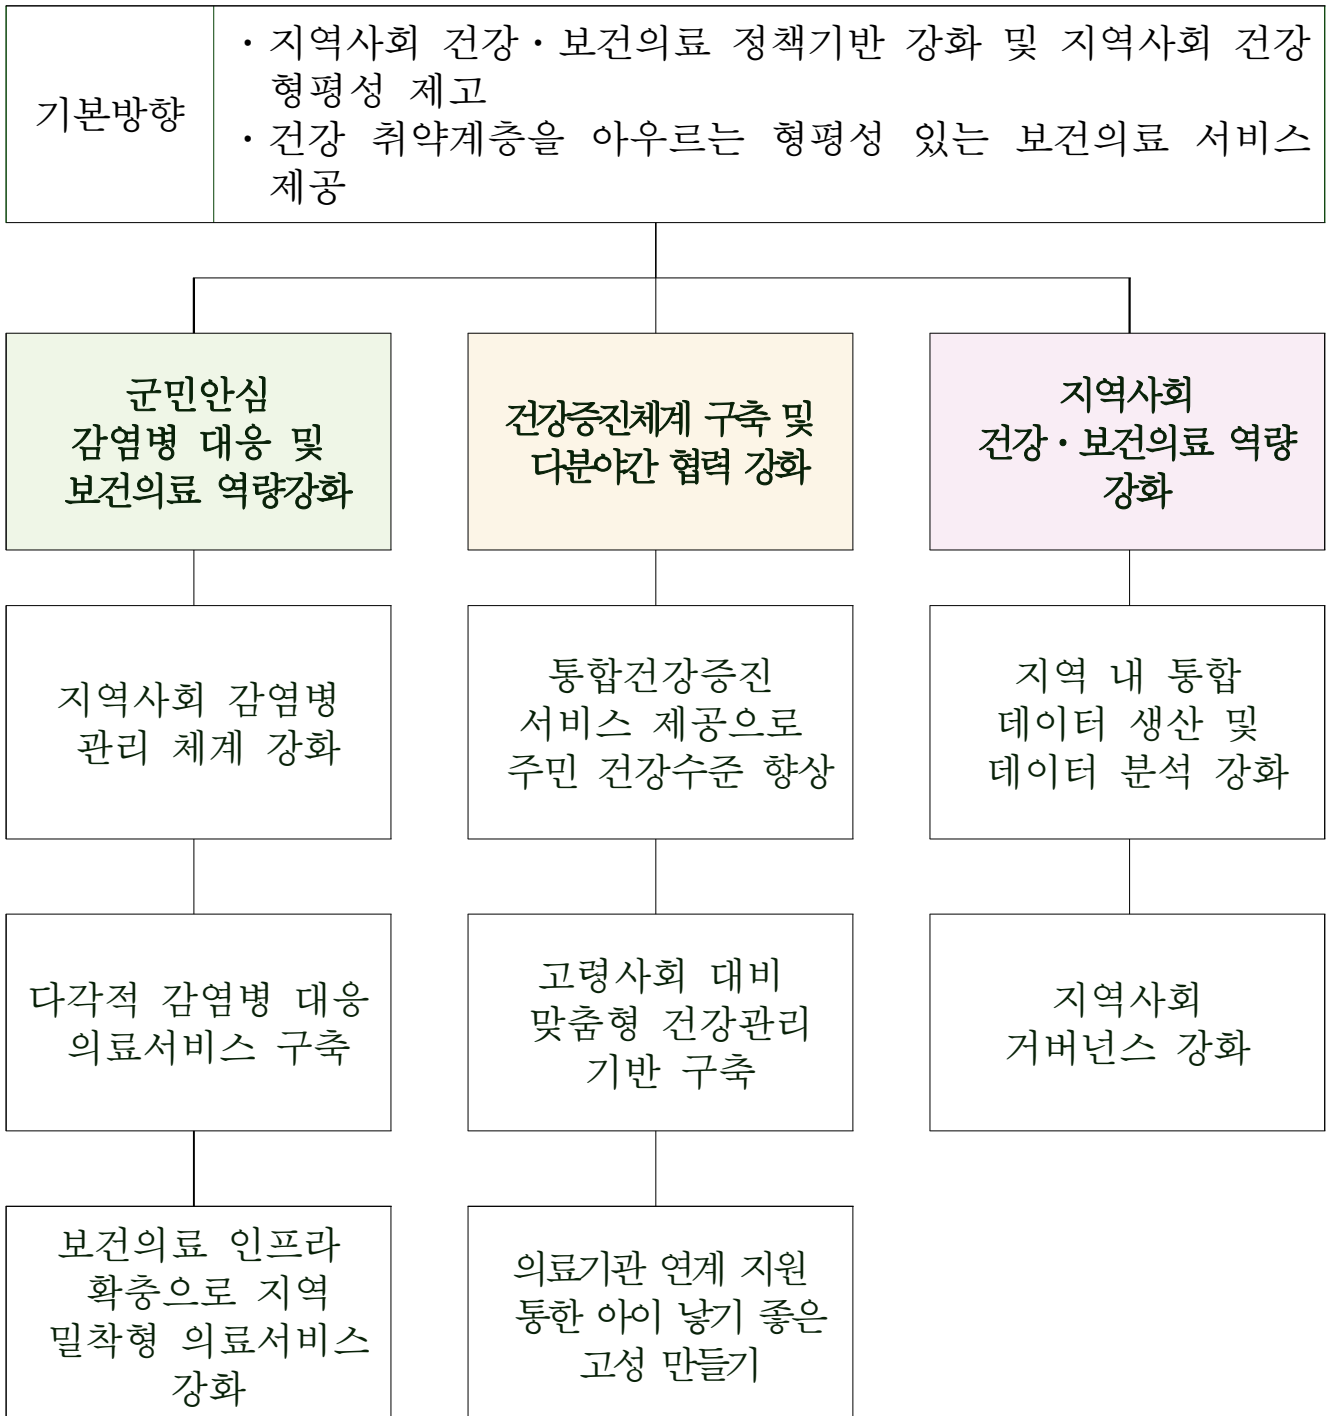 기본방향
· 지역사회 건강·보건의료 정책기반 강화 및 지역사회 건강
형평성 제고
· 건강 취약계층을 아우르는 형평성 있는 보건의료 서비스
제공
군민안심
감염병 대응 및
보건의료 역량강화
건강증진체계 구축 및
다분야간 협력 강화
지역사회
건강·보건의료 역량
강화
지역사회 감염병
관리 체계 강화
통합건강증진
서비스 제공으로
주민 건강수준 향상
지역 내 통합
데이터 생산 및
데이터 분석 강화
다각적 감염병 대응
의료서비스 구축
고령사회 대비
맞춤형 건강관리
기반 구축
지역사회
거버넌스 강화
보건의료 인프라
확충으로 지역
밀착형 의료서비스
강화
의료기관 연계 지원
통한 아이 낳기 좋은
고성 만들기